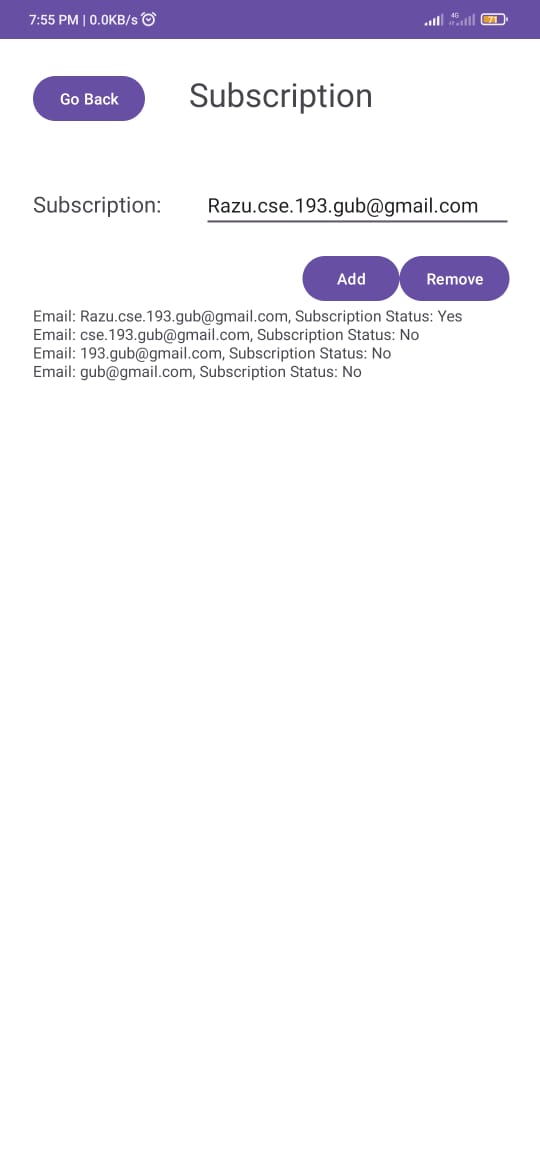 7:55 PM | 0.0KB/s
4G
71
Go Back
Subscription
Subscription:
Razu.cse.193.gub@gmail.com
Add
Remove
Email: Razu.cse.193.gub@gmail.com, Subscription Status: Yes
Email: cse.193.gub@gmail.com, Subscription Status: No
Email: 193.gub@gmail.com, Subscription Status: No
Email: gub@gmail.com, Subscription Status: No